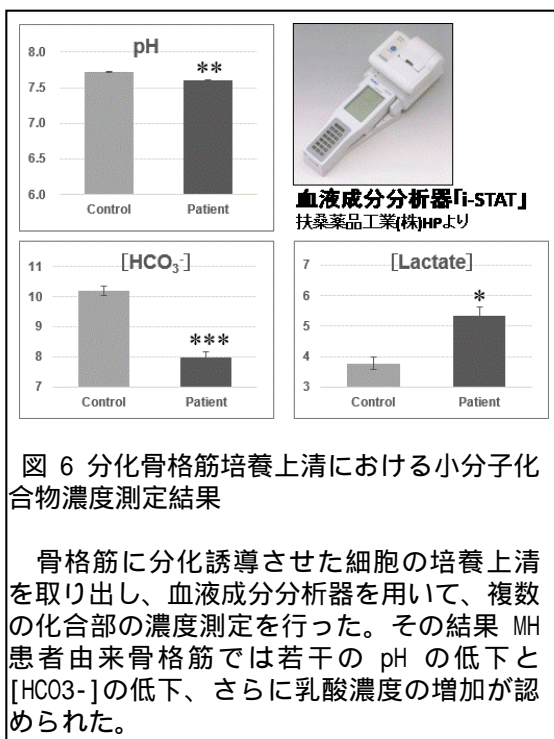 pH
8.0
7.5
7.0
6.5
6.0
**
Control Patient
血液成分分析器「i-STAT」
扶桑薬品工業(株)HPより
[HCO₃⁻]
11
10
9
8
7
***
Control Patient
[Lactate]
7
6
5
4
3
*
Control Patient
図 6 分化骨格筋培養上清における小分子化
合物濃度測定結果
骨格筋に分化誘導させた細胞の培養上清
を取り出し、血液成分分析器を用いて、複数
の化合部の濃度測定を行った。その結果 MH
患者由来骨格筋では若干の pH の低下と
[HCO3-]の低下、さらに乳酸濃度の増加が認
められた。